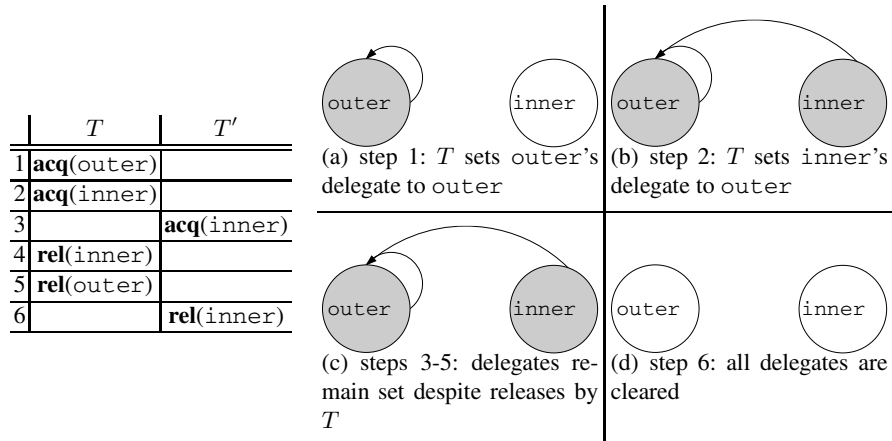 T T′
1 acq(outer)
2 acq(inner)
3 acq(inner)
4 rel(inner)
5 rel(outer)
6 rel(inner)
outer inner
(a) step 1: T sets outer's
delegate to outer
outer inner
(b) step 2: T sets inner's
delegate to outer
outer inner
(c) steps 3-5: delegates re-
main set despite releases by
T
outer inner
(d) step 6: all delegates are
cleared